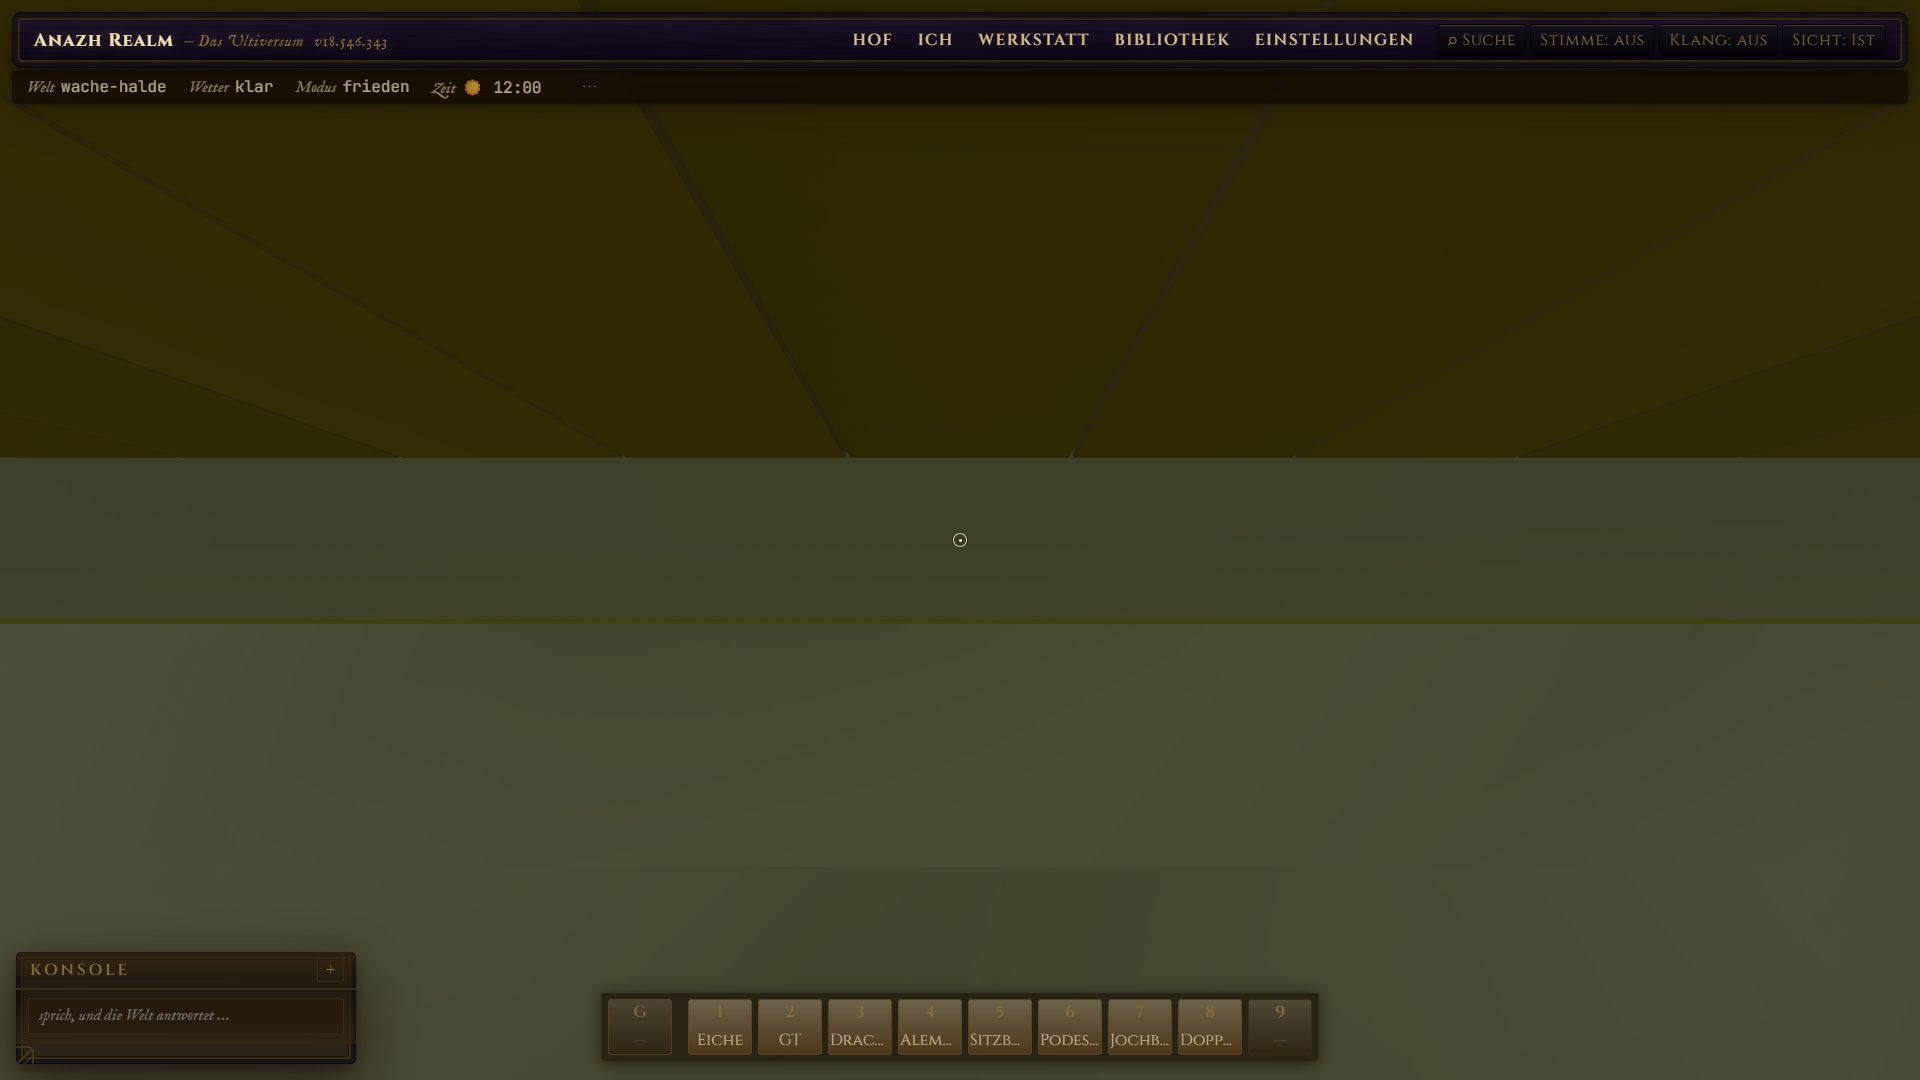 Anazh Realm – Das Ultiversum v18.546.343
HOF ICH WERKSTATT BIBLIOTHEK EINSTELLUNGEN ⌕ SUCHE STIMME: AUS KLANG: AUS SICHT: IST
Welt wache-halde Wetter klar Modus frieden Zeit 12:00 ...
KONSOLE +
sprich, und die Welt antwortet ...
G 1 2 3 4 5 6 7 8 9
— EICHE GT DRAC... ALEM... SITZB... PODES... JOCHB... DOPP... —